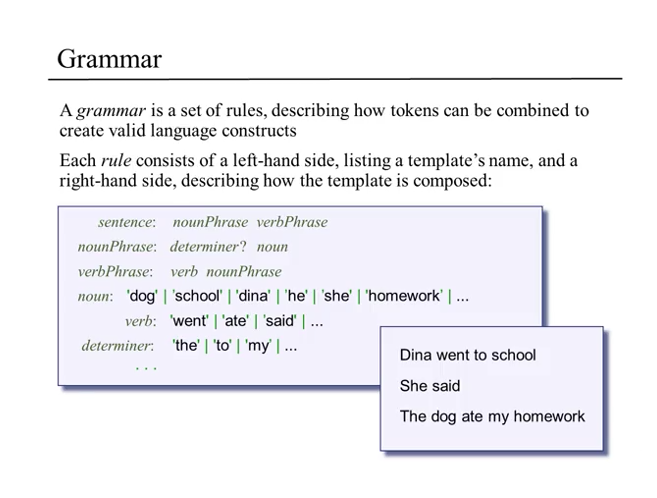 Grammar
A grammar is a set of rules, describing how tokens can be combined to
create valid language constructs
Each rule consists of a left-hand side, listing a template's name, and a
right-hand side, describing how the template is composed:
sentence: nounPhrase verbPhrase
nounPhrase: determiner? noun
verbPhrase: verb nounPhrase
noun: 'dog' | 'school' | 'dina' | 'he' | 'she' | 'homework' | ...
verb: 'went' | 'ate' | 'said' | ...
determiner: 'the' | 'to' | 'my' | ...
. . .
Dina went to school
She said
The dog ate my homework